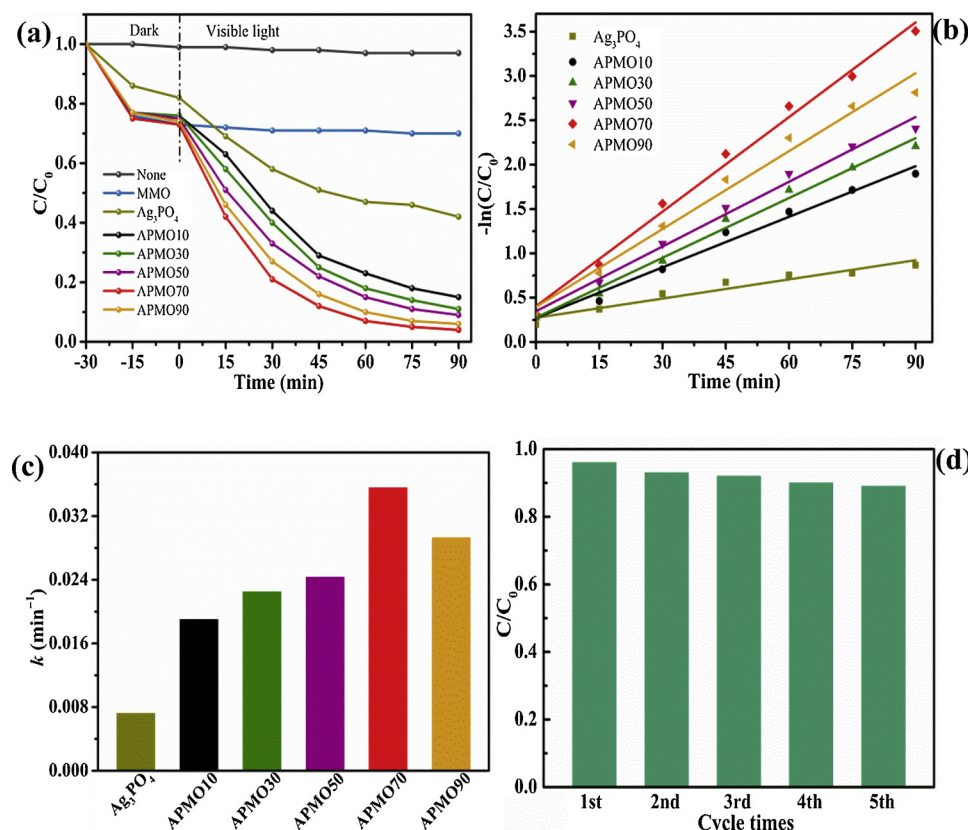 (a)
Dark
Visible light
C/C₀
1.0
0.8
0.6
0.4
0.2
0.0
None
MMO
Ag₃PO₄
APMO10
APMO30
APMO50
APMO70
APMO90
-30 -15 0 15 30 45 60 75 90
Time (min)
(b)
-ln(C/C₀)
3.5
3.0
2.5
2.0
1.5
1.0
0.5
0.0
Ag₃PO₄
APMO10
APMO30
APMO50
APMO70
APMO90
0 15 30 45 60 75 90
Time (min)
(c)
k (min⁻¹)
0.040
0.032
0.024
0.016
0.008
0.000
Ag₃PO₄ APMO10 APMO30 APMO50 APMO70 APMO90
(d)
C/C₀
1.0
0.8
0.6
0.4
0.2
0.0
1st 2nd 3rd 4th 5th
Cycle times